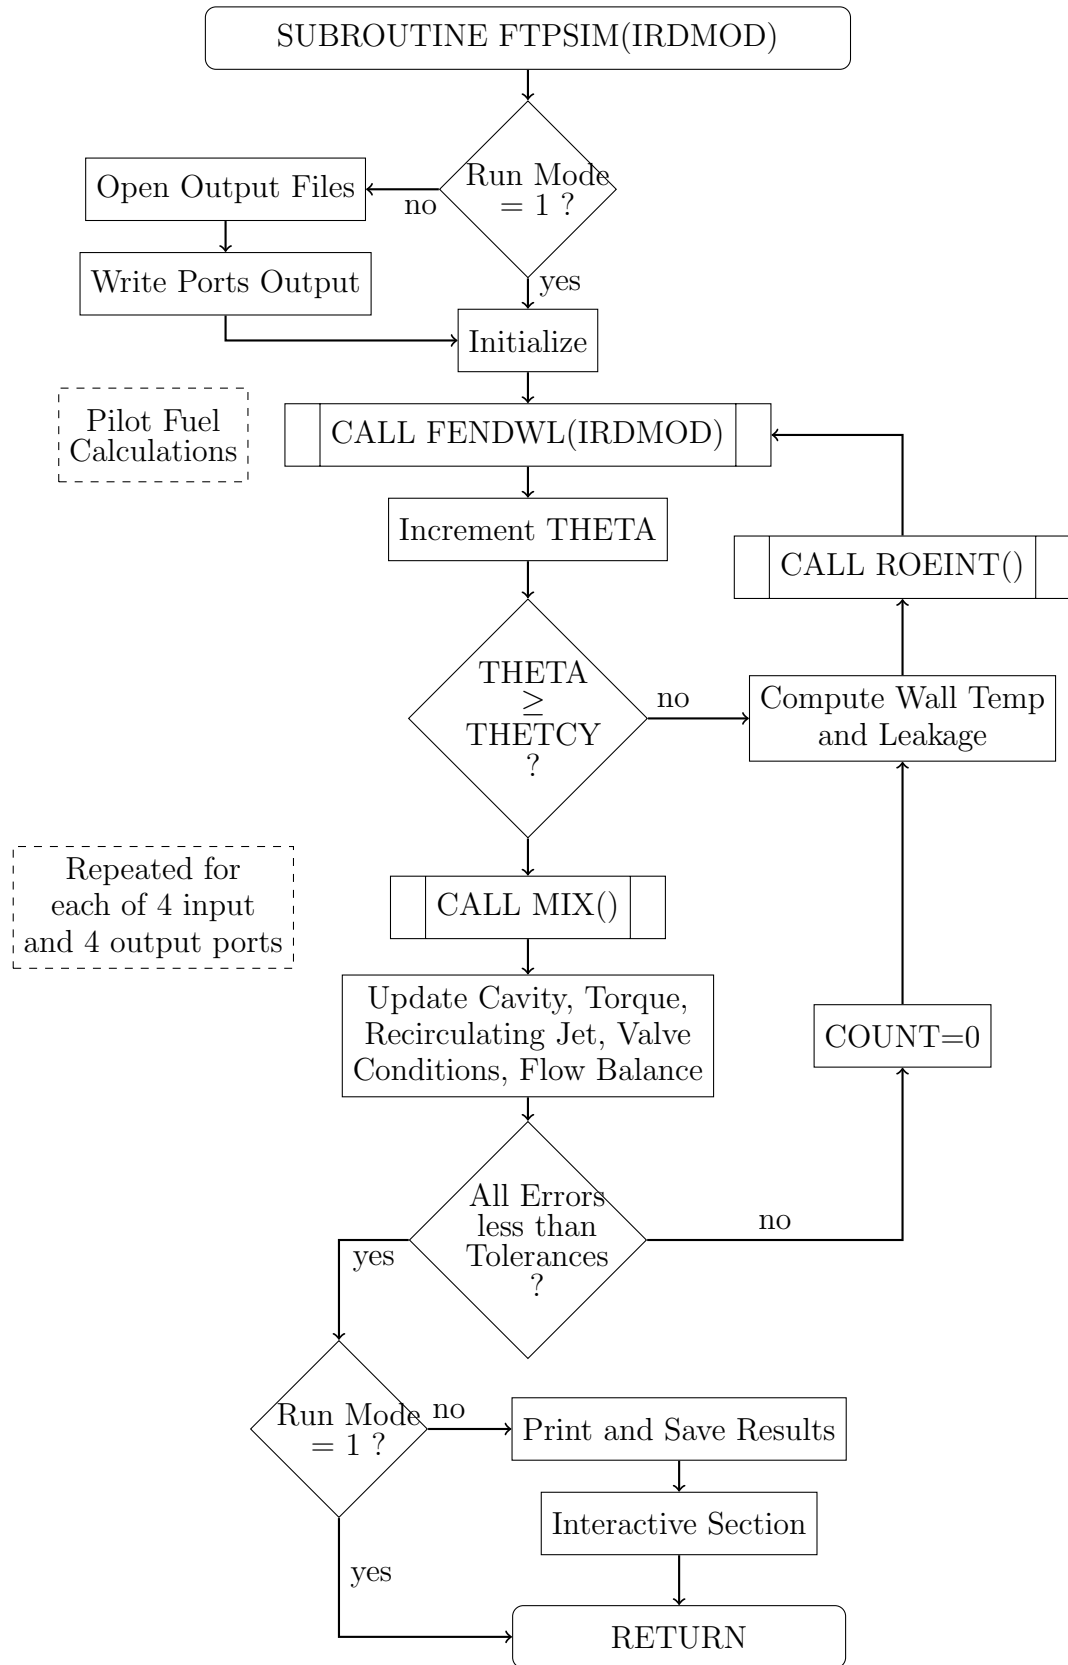 SUBROUTINE FTPSIM(IRDMOD)
Run Mode
= 1 ?
no
yes
Open Output Files
Write Ports Output
Initialize
Pilot Fuel
Calculations
CALL FENDWL(IRDMOD)
Increment THETA
CALL ROEINT()
THETA
≥
THETCY
?
no
Compute Wall Temp
and Leakage
Repeated for
each of 4 input
and 4 output ports
CALL MIX()
Update Cavity, Torque,
Recirculating Jet, Valve
Conditions, Flow Balance
COUNT=0
All Errors
less than
Tolerances
?
no
yes
Run Mode
= 1 ?
no
Print and Save Results
Interactive Section
yes
RETURN